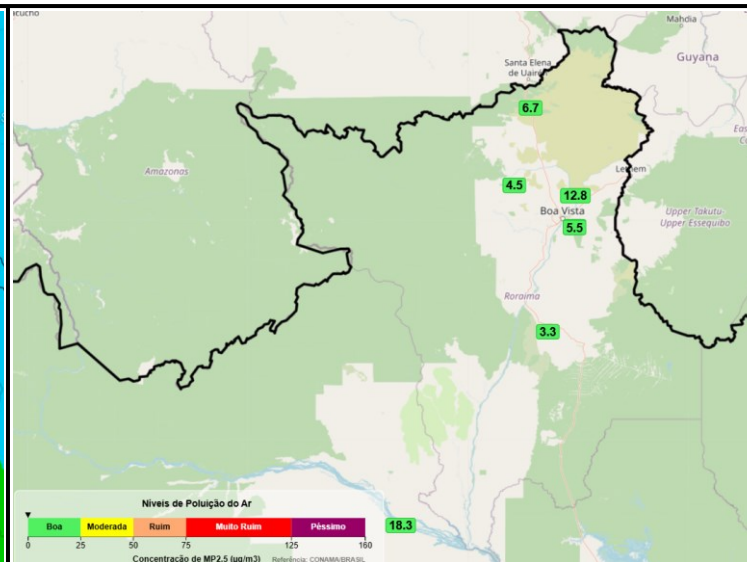 icucho
Mahdia
Guyana
Santa Elena
de Uairén
6.7
Amazonas
4.5
12.8
Boa Vista
5.5
Upper Takutu-
Upper Essequibo
Roraima
3.3
Níveis de Poluição do Ar
Boa Moderada Ruim Muito Ruim Péssimo
0 25 50 75 125 160
18.3
Concentração de MP2.5 (µg/m3) Referência: CONAMA/BRASIL